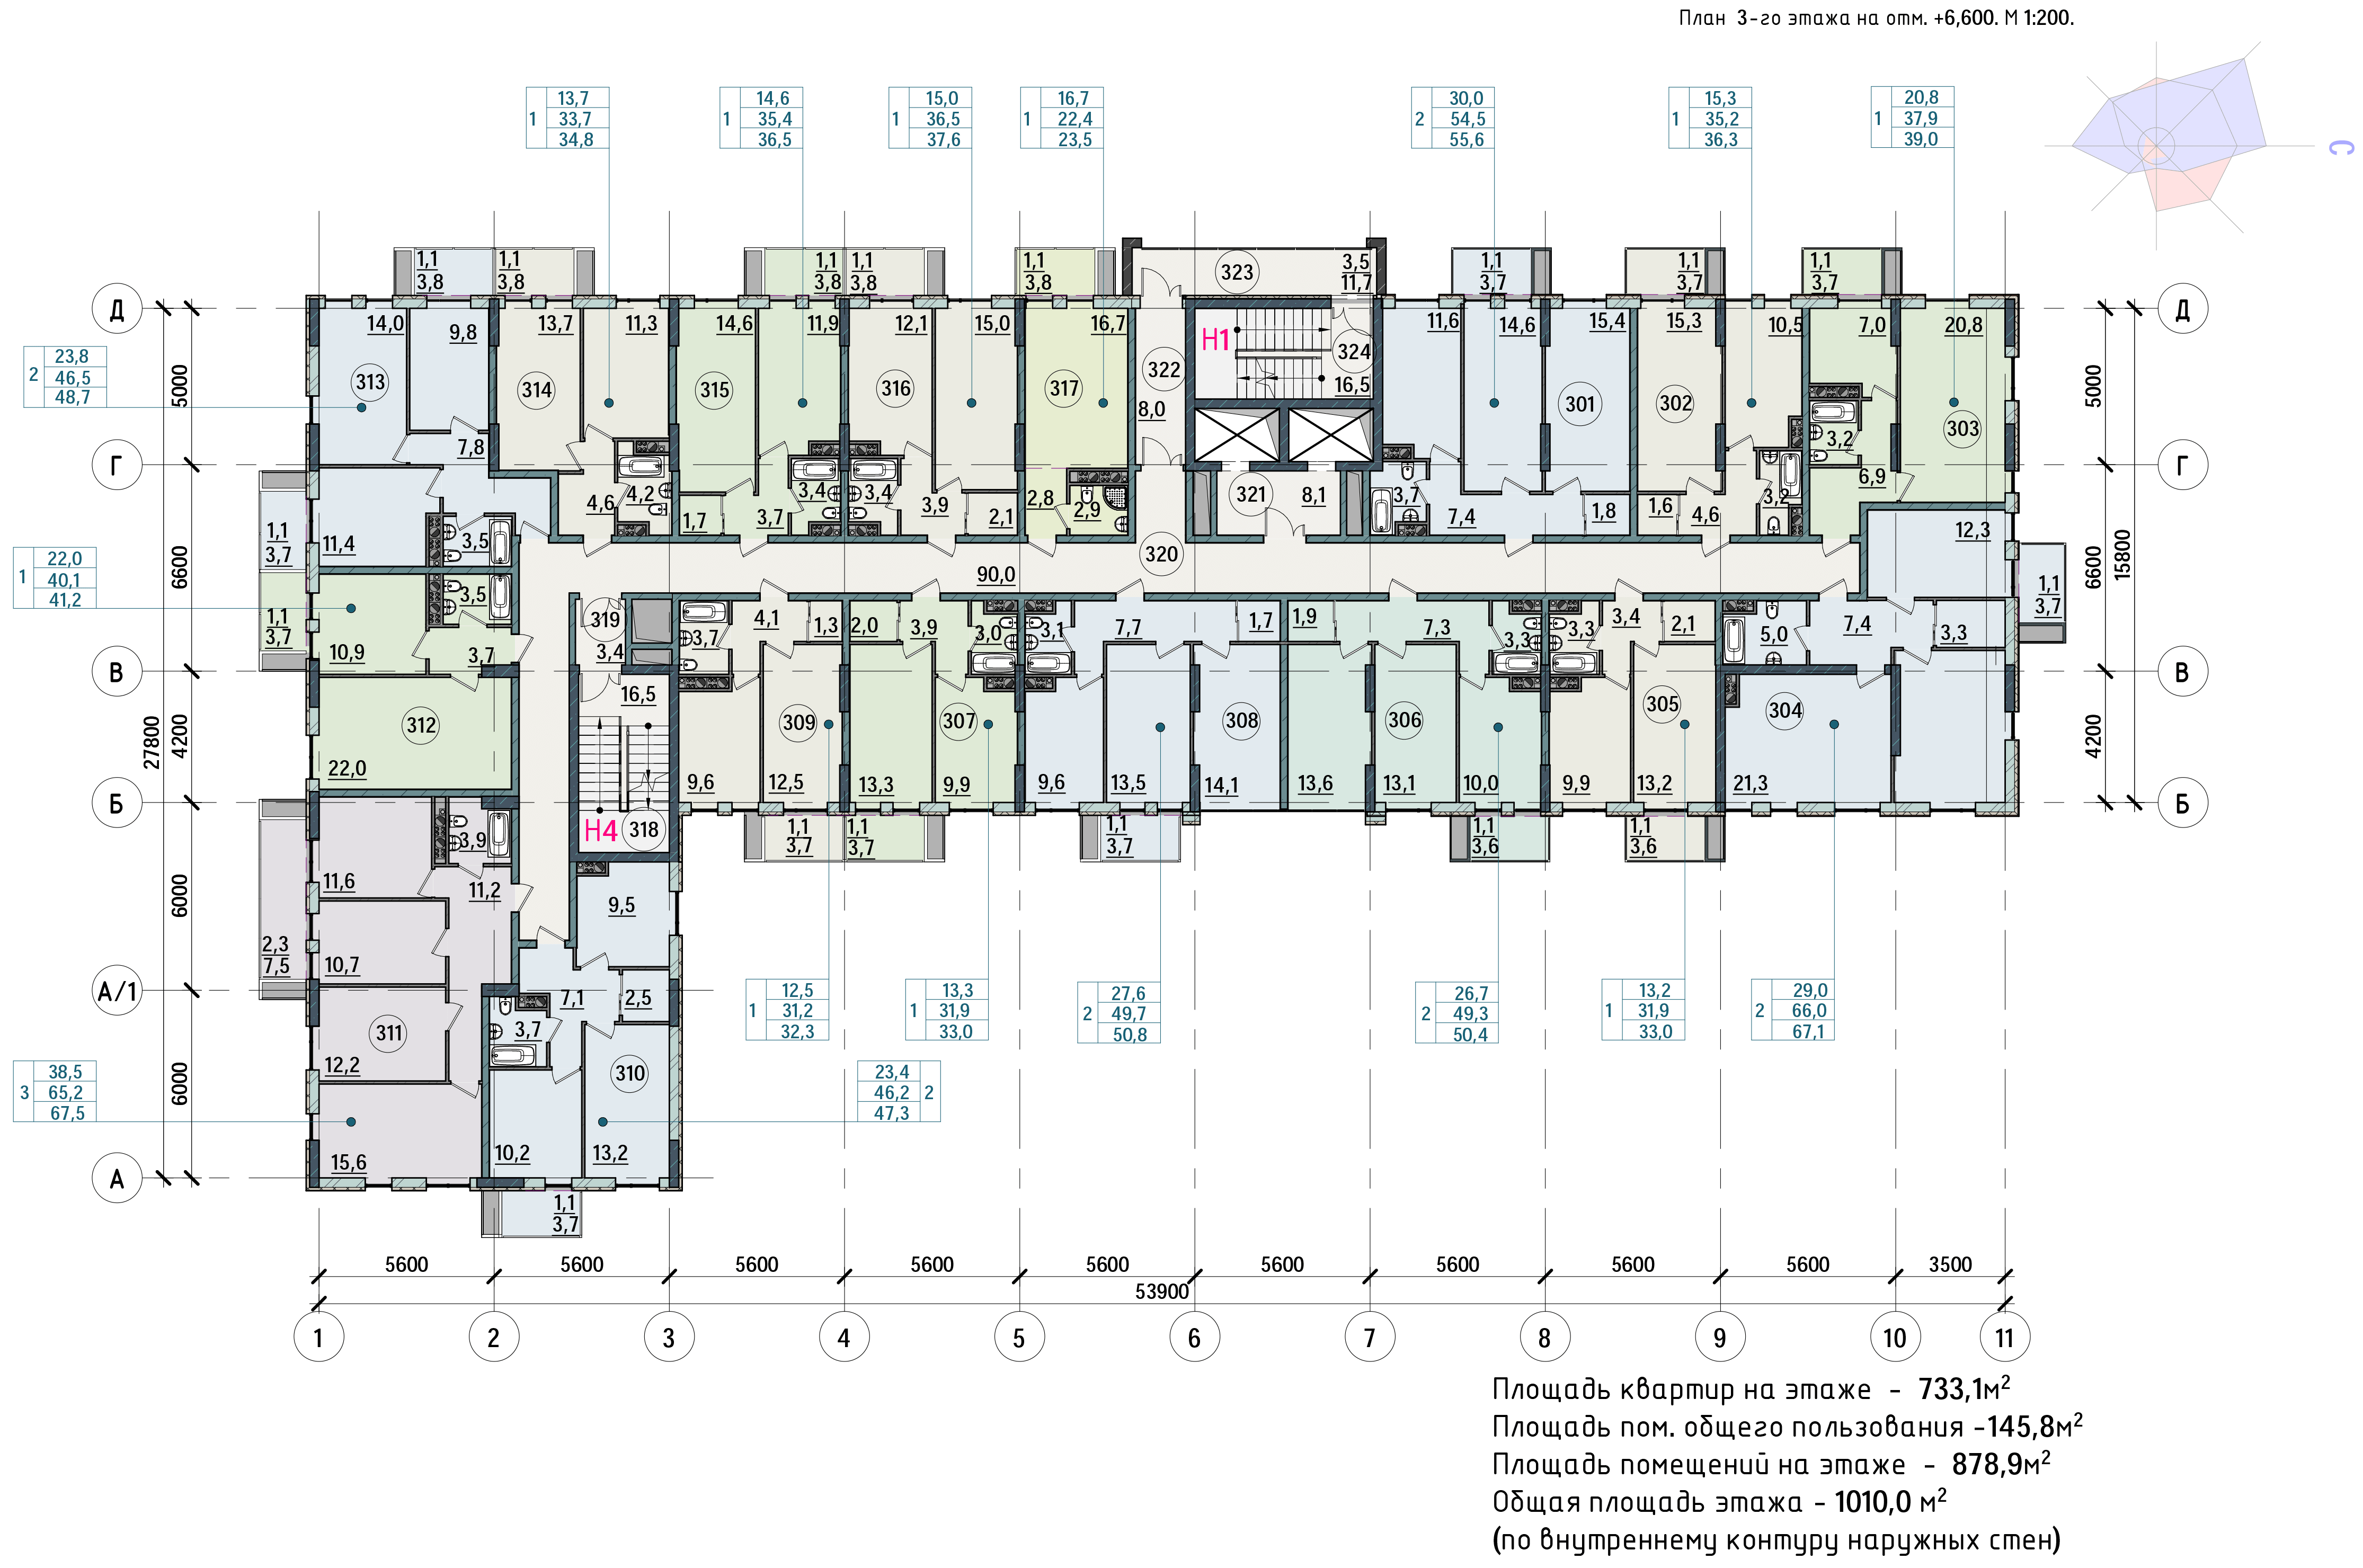 План 3-го этажа на отм. +6,600. М 1:200.
С
1 13,7 33,7 34,8
1 14,6 35,4 36,5
1 15,0 36,5 37,6
1 16,7 22,4 23,5
2 30,0 54,5 55,6
1 15,3 35,2 36,3
1 20,8 37,9 39,0
1,1 3,8
1,1 3,8
1,1 3,8
1,1 3,8
1,1 3,8
323
3,5 11,7
1,1 3,7
1,1 3,7
1,1 3,7
Д
14,0 9,8 13,7 11,3 14,6 11,9 12,1 15,0 16,7
Н1
324
11,6 14,6 15,4 15,3 10,5 7,0 20,8
Д
2 23,8 46,5 48,7
5000
313 314 315 316 317 322
16,5
301 302 303
5000
8,0
7,8
3,2
Г
Г
4,6 4,2 3,4 3,4 3,9 2,8 2,9
321
8,1
3,7 7,4 1,8 1,6 4,6 3,2 6,9
1,7 3,7 2,1
1,1 3,7
11,4 3,5
12,3
320
90,0
1 22,0 40,1 41,2
6600
6600
15800
1,1 3,7
3,5
1,1 3,7
10,9 3,7
319
3,4
3,7 4,1 1,3 2,0 3,9 3,0 3,1 7,7 1,7 1,9 7,3 3,3 3,3 3,4 2,1 5,0 7,4 3,3
В
В
16,5
312
309 307 308 306 305 304
27800
4200
4200
22,0
9,6 12,5 13,3 9,9 9,6 13,5 14,1 13,6 13,1 10,0 9,9 13,2 21,3
Б
Б
Н4
318
3,9
1,1 3,7
1,1 3,7
1,1 3,7
1,1 3,6
1,1 3,6
11,6 11,2
9,5
6000
2,3 7,5
10,7
А/1
7,1 2,5
1 12,5 31,2 32,3
1 13,3 31,9 33,0
2 27,6 49,7 50,8
2 26,7 49,3 50,4
1 13,2 31,9 33,0
2 29,0 66,0 67,1
311
3,7
12,2
310
3 38,5 65,2 67,5
6000
23,4 46,2 47,3 2
15,6 10,2 13,2
А
1,1 3,7
5600 5600 5600 5600 5600 5600 5600 5600 5600 3500
53900
1 2 3 4 5 6 7 8 9 10 11
Площадь квартир на этаже - 733,1м²
Площадь пом. общего пользования -145,8м²
Площадь помещений на этаже - 878,9м²
Общая площадь этажа - 1010,0 м²
(по внутреннему контуру наружных стен)